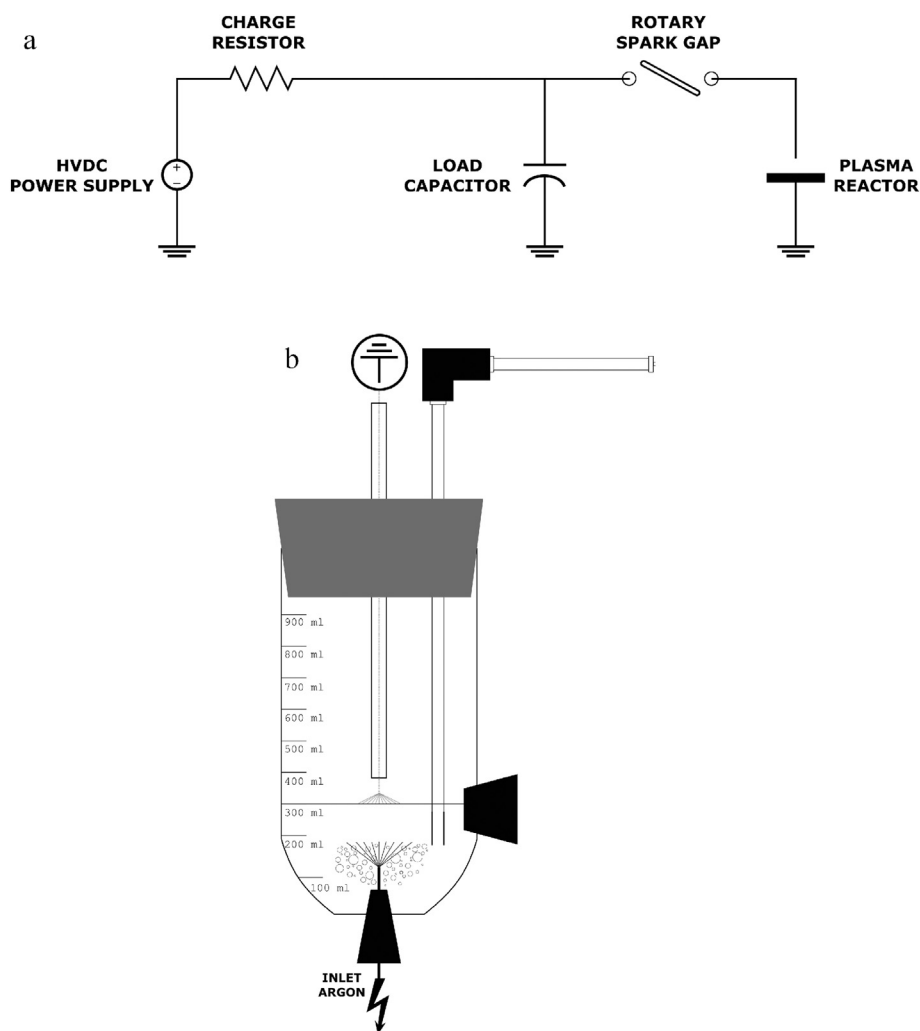 a
CHARGE
RESISTOR
ROTARY
SPARK GAP
HVDC
POWER SUPPLY
+
−
LOAD
CAPACITOR
PLASMA
REACTOR
b
900 ml
800 ml
700 ml
600 ml
500 ml
400 ml
300 ml
200 ml
100 ml
INLET
ARGON